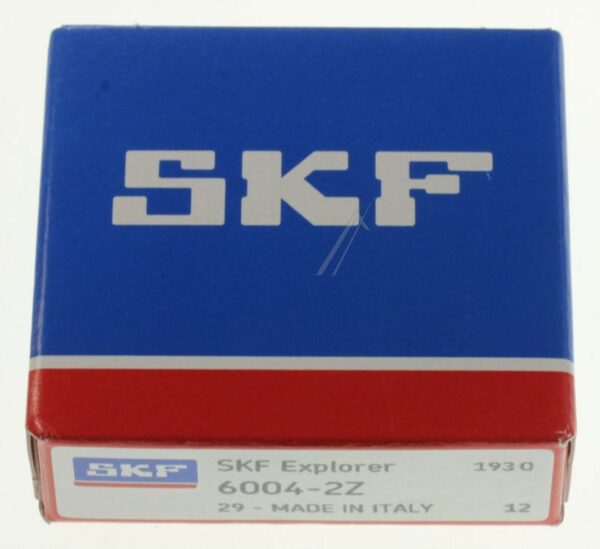 SKF
SKF SKF Explorer 1930
6004-2Z
29 - MADE IN ITALY 12